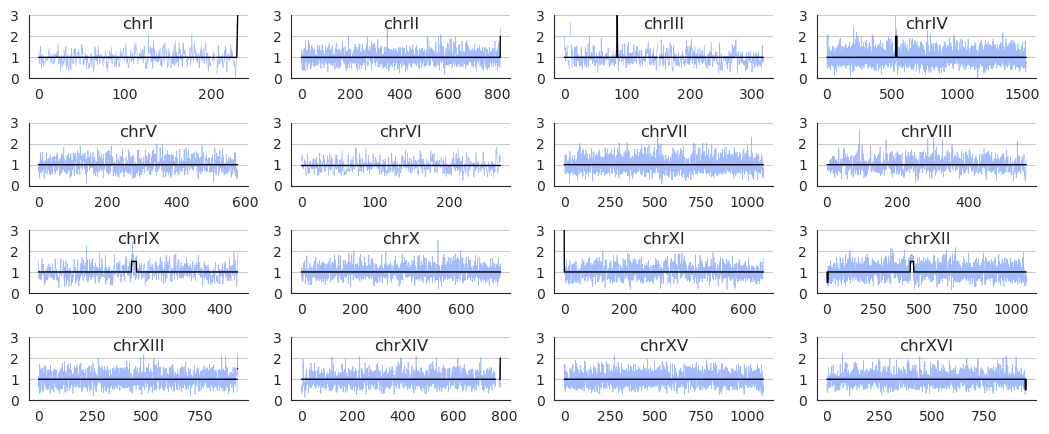 chrI chrII chrIII chrIV
3 3 3 3
2 2 2 2
1 1 1 1
0 0 0 0
0 100 200 0 200 400 600 800 0 100 200 300 0 500 1000 1500
chrV chrVI chrVII chrVIII
3 3 3 3
2 2 2 2
1 1 1 1
0 0 0 0
0 200 400 600 0 100 200 0 250 500 750 1000 0 200 400
chrIX chrX chrXI chrXII
3 3 3 3
2 2 2 2
1 1 1 1
0 0 0 0
0 100 200 300 400 0 200 400 600 0 200 400 600 0 250 500 750 1000
chrXIII chrXIV chrXV chrXVI
3 3 3 3
2 2 2 2
1 1 1 1
0 0 0 0
0 250 500 750 0 200 400 600 800 0 250 500 750 1000 0 250 500 750